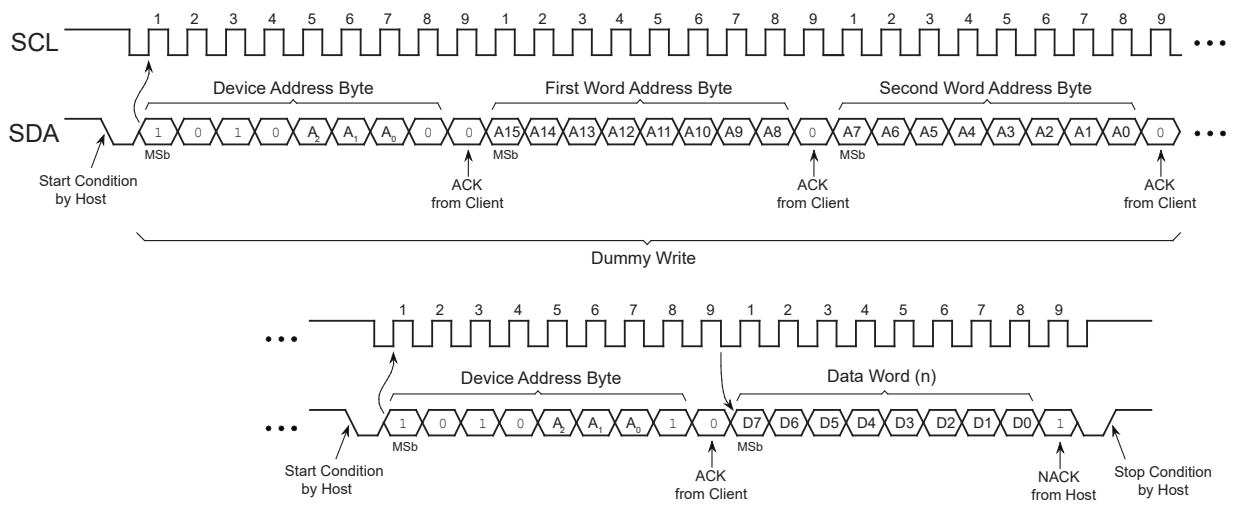 1 2 3 4 5 6 7 8 9 1 2 3 4 5 6 7 8 9 1 2 3 4 5 6 7 8 9
SCL
Device Address Byte First Word Address Byte Second Word Address Byte
SDA 1 0 1 0 A2 A1 A0 0 0 A15 A14 A13 A12 A11 A10 A9 A8 0 A7 A6 A5 A4 A3 A2 A1 A0 0
MSb MSb MSb
Start Condition
by Host
ACK
from Client
ACK
from Client
ACK
from Client
Dummy Write
1 2 3 4 5 6 7 8 9 1 2 3 4 5 6 7 8 9
Device Address Byte Data Word (n)
1 0 1 0 A2 A1 A0 1 0 D7 D6 D5 D4 D3 D2 D1 D0 1
MSb MSb
Start Condition
by Host
ACK
from Client
NACK
from Host
Stop Condition
by Host